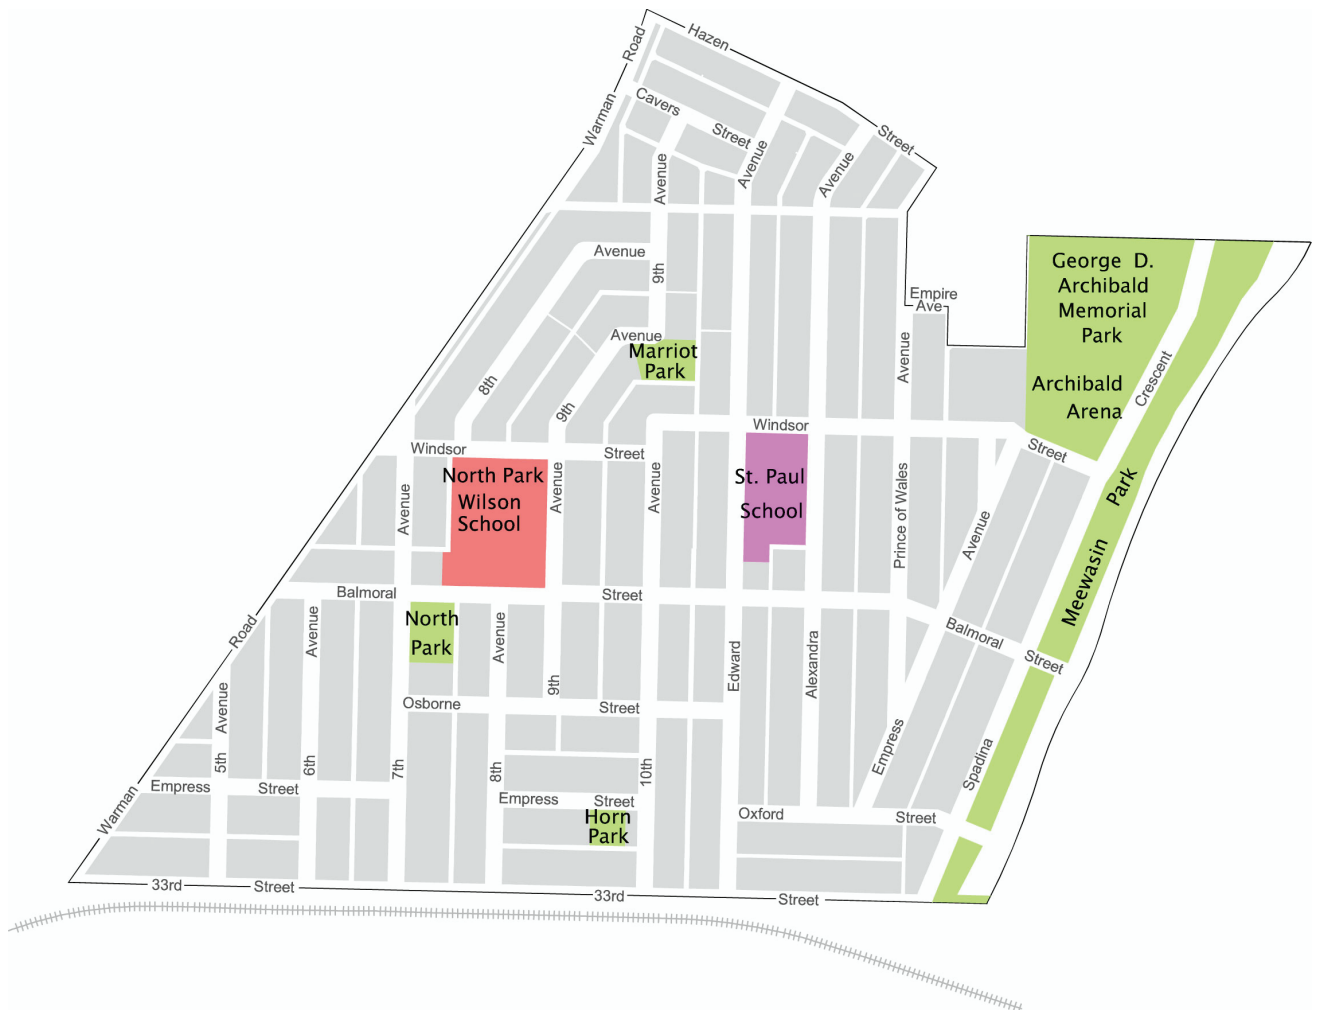 Hazen
Street
Road
Warman
Cavers
Street
Avenue
Avenue
Avenue
Avenue
9th
Avenue
8th
9th
Marriot
Park
Empire
Ave
Avenue
George D.
Archibald
Memorial
Park
Archibald
Arena
Crescent
Windsor
Street
Windsor
Street
North Park
Wilson
School
St. Paul
School
Avenue
Avenue
Avenue
Prince of Wales
Avenue
Park
Meewasin
Balmoral
Street
Balmoral
Street
North
Park
Road
Avenue
Avenue
Avenue
Edward
Alexandra
9th
Osborne
Street
5th
6th
7th
8th
10th
Empress
Spadina
Empress
Street
Empress
Street
Horn
Park
Oxford
Street
Warman
33rd
Street
33rd
Street